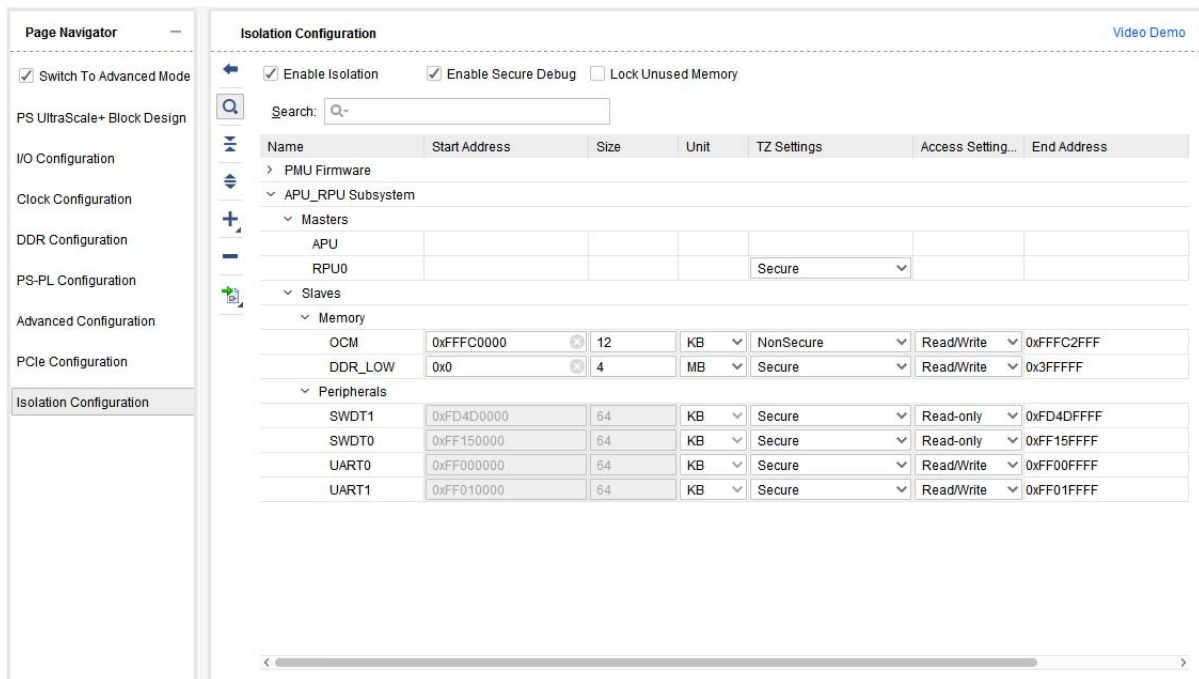 Page Navigator
Switch To Advanced Mode
PS UltraScale+ Block Design
I/O Configuration
Clock Configuration
DDR Configuration
PS-PL Configuration
Advanced Configuration
PCIe Configuration
Isolation Configuration
Isolation Configuration Video Demo
Enable Isolation Enable Secure Debug Lock Unused Memory
Search:
Name Start Address Size Unit TZ Settings Access Setting... End Address
PMU Firmware
APU_RPU Subsystem
Masters
APU
RPU0 Secure
Slaves
Memory
OCM 0xFFFC0000 12 KB NonSecure Read/Write 0xFFFC2FFF
DDR_LOW 0x0 4 MB Secure Read/Write 0x3FFFFF
Peripherals
SWDT1 0xFD4D0000 64 KB Secure Read-only 0xFD4DFFFF
SWDT0 0xFF150000 64 KB Secure Read-only 0xFF15FFFF
UART0 0xFF000000 64 KB Secure Read/Write 0xFF00FFFF
UART1 0xFF010000 64 KB Secure Read/Write 0xFF01FFFF